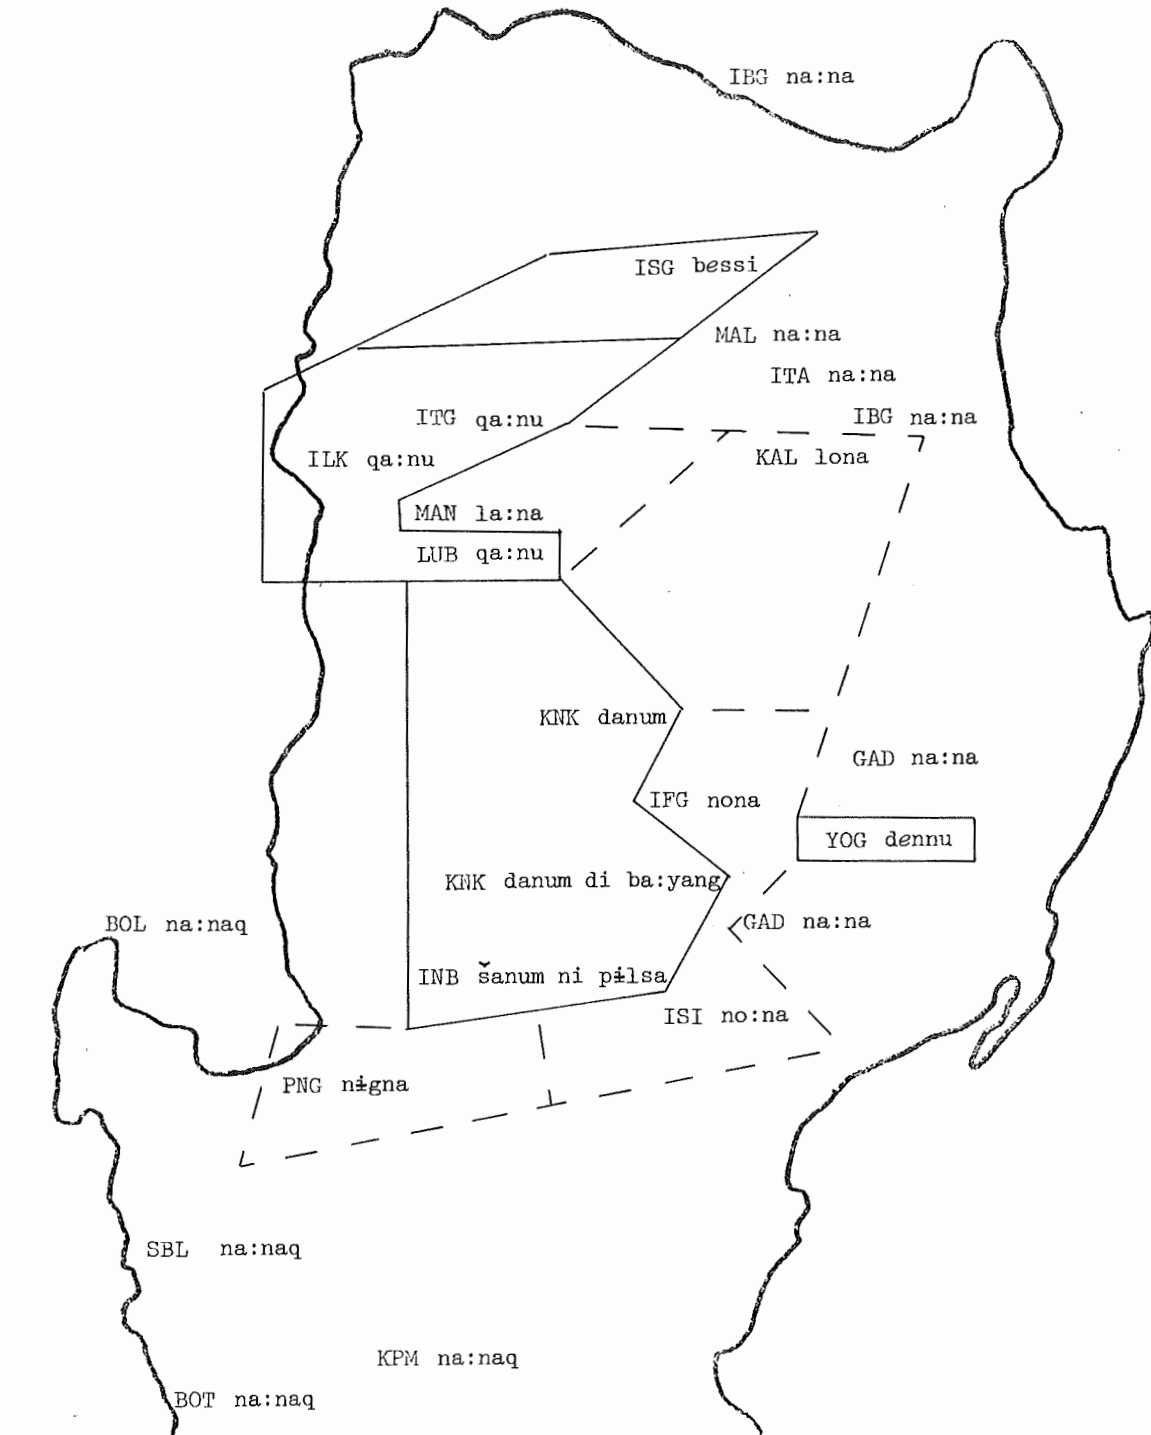 IBG na:na
ISG bessi
MAL na:na
ITA na:na
IBG na:na
ITG qa:nu
KAL lona
ILK qa:nu
MAN la:na
LUB qa:nu
KNK danum
GAD na:na
IFG nona
YOG dennu
KNK danum di ba:yang
BOL na:naq
GAD na:na
INB šanum ni pɨlsa
ISI no:na
PNG nɨgna
SBL na:naq
KPM na:naq
BOT na:naq